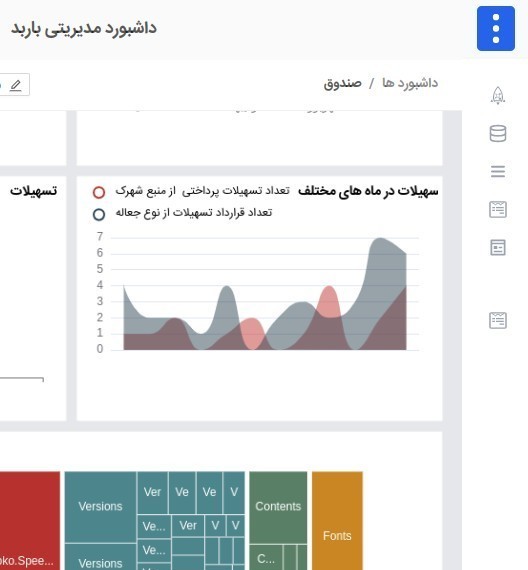 داشبورد مدیریتی باربد
داشبورد ها / صندوق
سهیلات در ماه های مختلف
تعداد تسهیلات پرداختی از منبع شهرک
تعداد قرارداد تسهیلات از نوع جعاله
تسهیلات
7
6
5
4
3
2
1
0
oko.Spee...
Versions
Versions
Ver
Ve
Ve
V
Ve...
Ver
V
V
Ve...
Contents
C...
Fonts